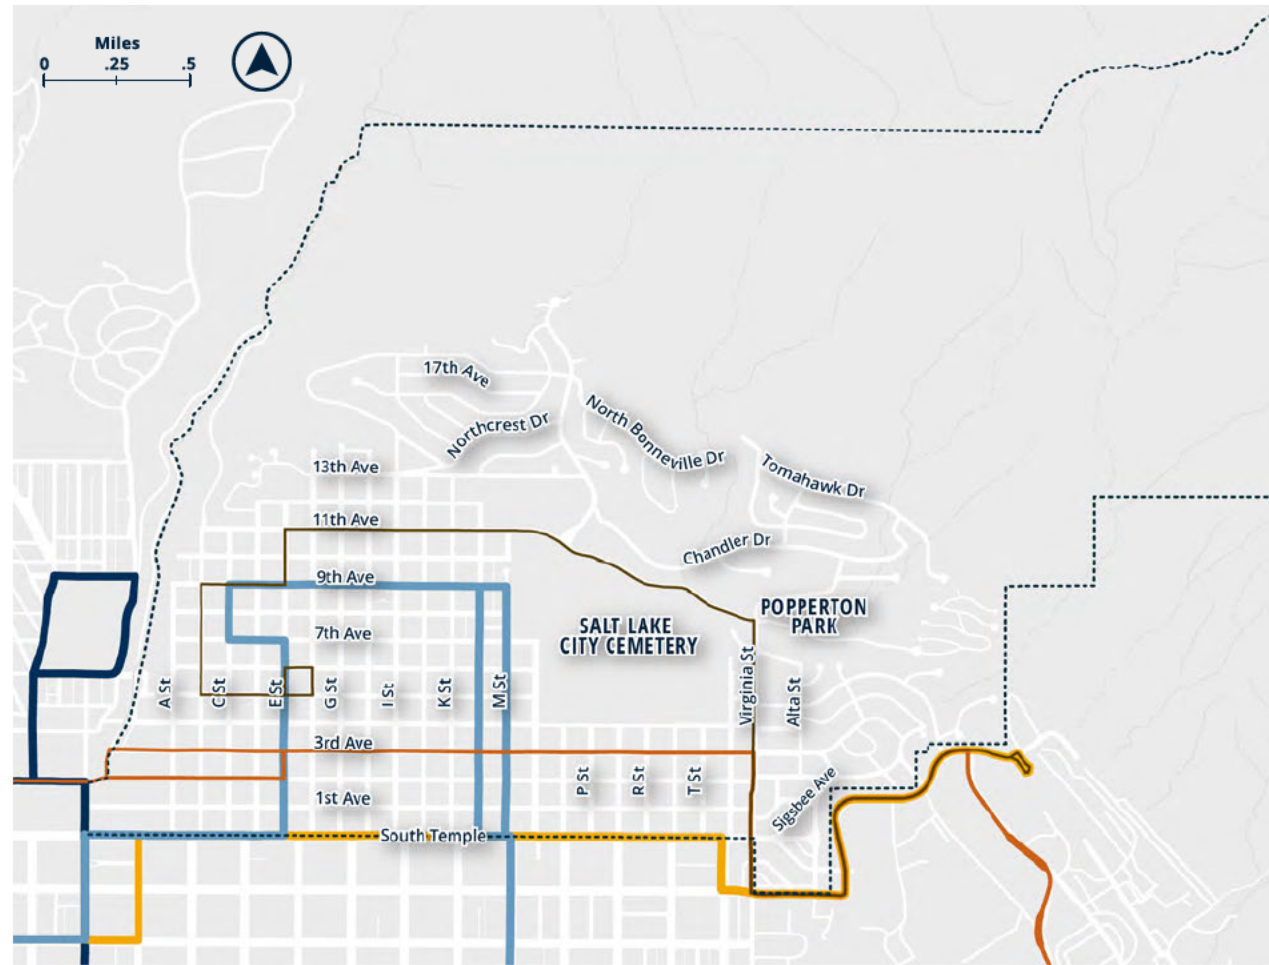 Miles
0 .25 .5
17th Ave
Northcrest Dr
North Bonneville Dr
13th Ave
Tomahawk Dr
11th Ave
Chandler Dr
9th Ave
SALT LAKE
CITY CEMETERY
POPPERTON
PARK
7th Ave
A St
C St
E St
G St
I St
K St
M St
Virginia St
Alta St
3rd Ave
P St
R St
T St
1st Ave
Sigsbee Ave
South Temple